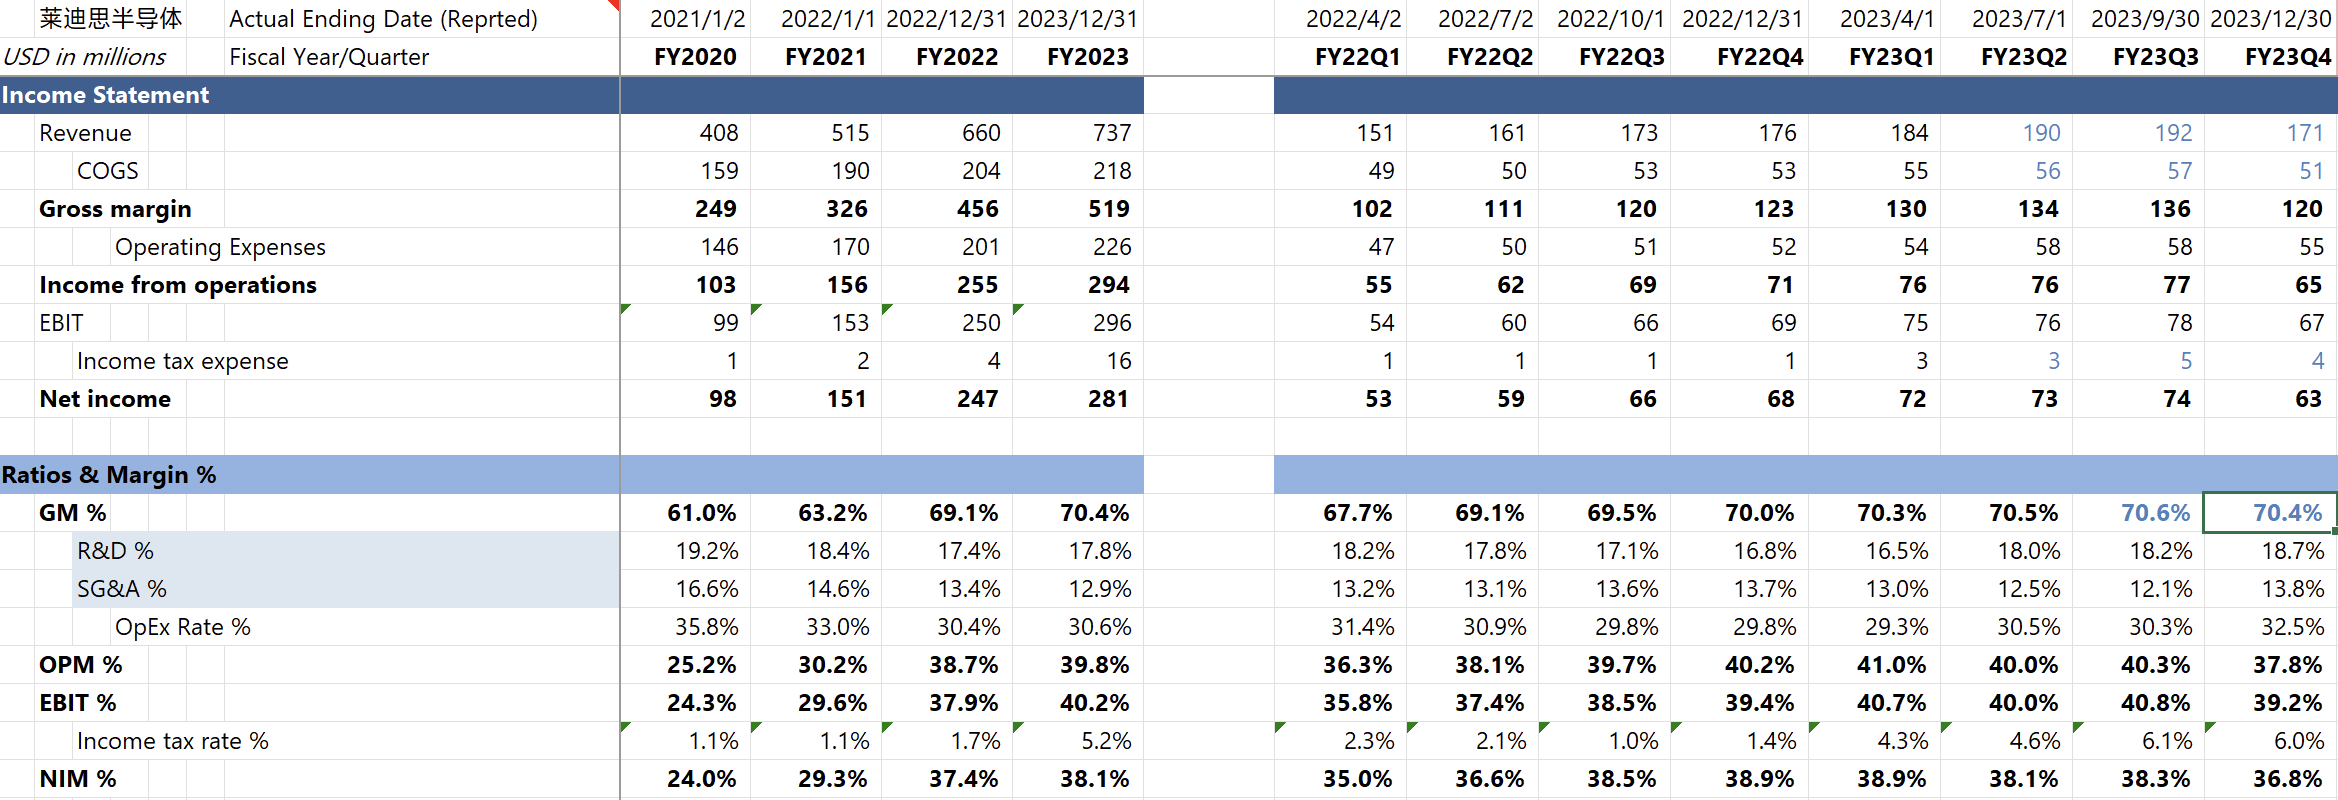 莱迪思半导体 Actual Ending Date (Reprted) 2021/1/2 2022/1/1 2022/12/31 2023/12/31 2022/4/2 2022/7/2 2022/10/1 2022/12/31 2023/4/1 2023/7/1 2023/9/30 2023/12/30
USD in millions Fiscal Year/Quarter FY2020 FY2021 FY2022 FY2023 FY22Q1 FY22Q2 FY22Q3 FY22Q4 FY23Q1 FY23Q2 FY23Q3 FY23Q4
Income Statement
Revenue 408 515 660 737 151 161 173 176 184 190 192 171
COGS 159 190 204 218 49 50 53 53 55 56 57 51
Gross margin 249 326 456 519 102 111 120 123 130 134 136 120
Operating Expenses 146 170 201 226 47 50 51 52 54 58 58 55
Income from operations 103 156 255 294 55 62 69 71 76 76 77 65
EBIT 99 153 250 296 54 60 66 69 75 76 78 67
Income tax expense 1 2 4 16 1 1 1 1 3 3 5 4
Net income 98 151 247 281 53 59 66 68 72 73 74 63
Ratios & Margin %
GM % 61.0% 63.2% 69.1% 70.4% 67.7% 69.1% 69.5% 70.0% 70.3% 70.5% 70.6% 70.4%
R&D % 19.2% 18.4% 17.4% 17.8% 18.2% 17.8% 17.1% 16.8% 16.5% 18.0% 18.2% 18.7%
SG&A % 16.6% 14.6% 13.4% 12.9% 13.2% 13.1% 13.6% 13.7% 13.0% 12.5% 12.1% 13.8%
OpEx Rate % 35.8% 33.0% 30.4% 30.6% 31.4% 30.9% 29.8% 29.8% 29.3% 30.5% 30.3% 32.5%
OPM % 25.2% 30.2% 38.7% 39.8% 36.3% 38.1% 39.7% 40.2% 41.0% 40.0% 40.3% 37.8%
EBIT % 24.3% 29.6% 37.9% 40.2% 35.8% 37.4% 38.5% 39.4% 40.7% 40.0% 40.8% 39.2%
Income tax rate % 1.1% 1.1% 1.7% 5.2% 2.3% 2.1% 1.0% 1.4% 4.3% 4.6% 6.1% 6.0%
NIM % 24.0% 29.3% 37.4% 38.1% 35.0% 36.6% 38.5% 38.9% 38.9% 38.1% 38.3% 36.8%